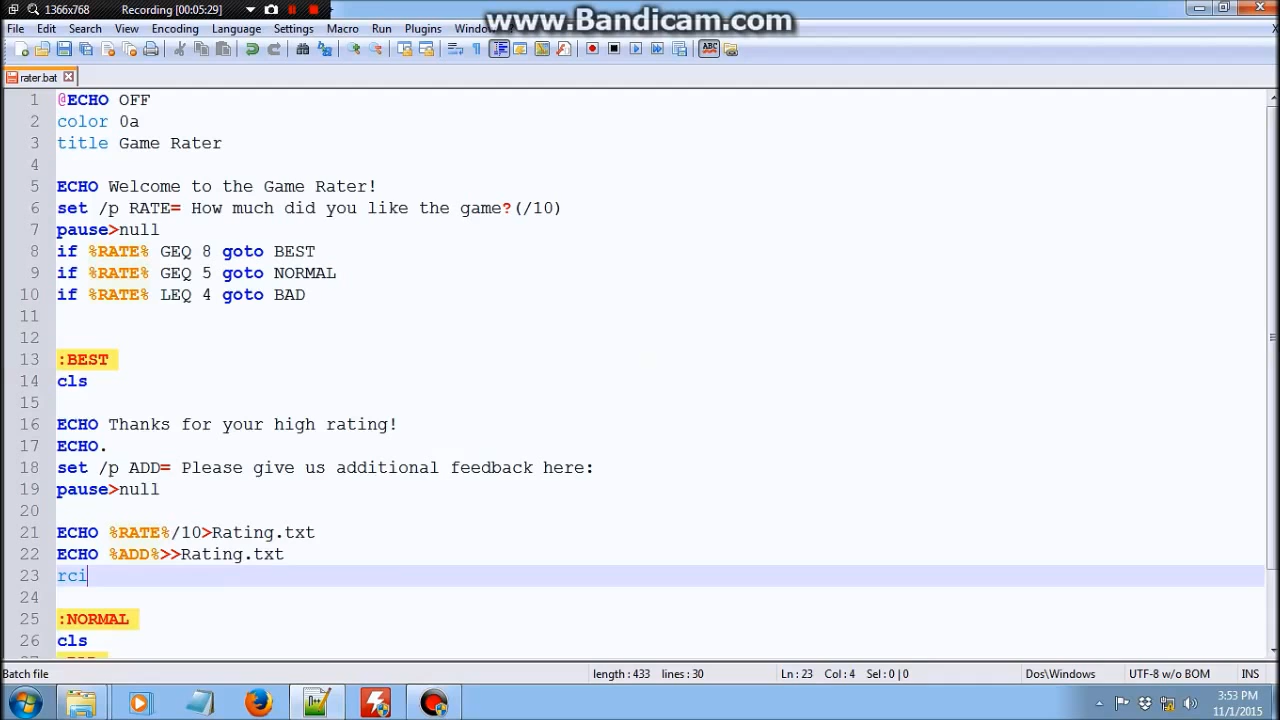 1366x768 Recording [00:05:29]
www.Bandicam.com
File Edit Search View Encoding Language Settings Macro Run Plugins Window
ABC
rater.bat
1 @ECHO OFF
2 color 0a
3 title Game Rater
4
5 ECHO Welcome to the Game Rater!
6 set /p RATE= How much did you like the game?(/10)
7 pause>null
8 if %RATE% GEQ 8 goto BEST
9 if %RATE% GEQ 5 goto NORMAL
10 if %RATE% LEQ 4 goto BAD
11
12
13 :BEST
14 cls
15
16 ECHO Thanks for your high rating!
17 ECHO.
18 set /p ADD= Please give us additional feedback here:
19 pause>null
20
21 ECHO %RATE%/10>Rating.txt
22 ECHO %ADD%>>Rating.txt
23 rci
24
25 :NORMAL
26 cls
Batch file length : 433 lines : 30 Ln : 23 Col : 4 Sel : 0 | 0 Dos\Windows UTF-8 w/o BOM INS
3:53 PM
11/1/2015